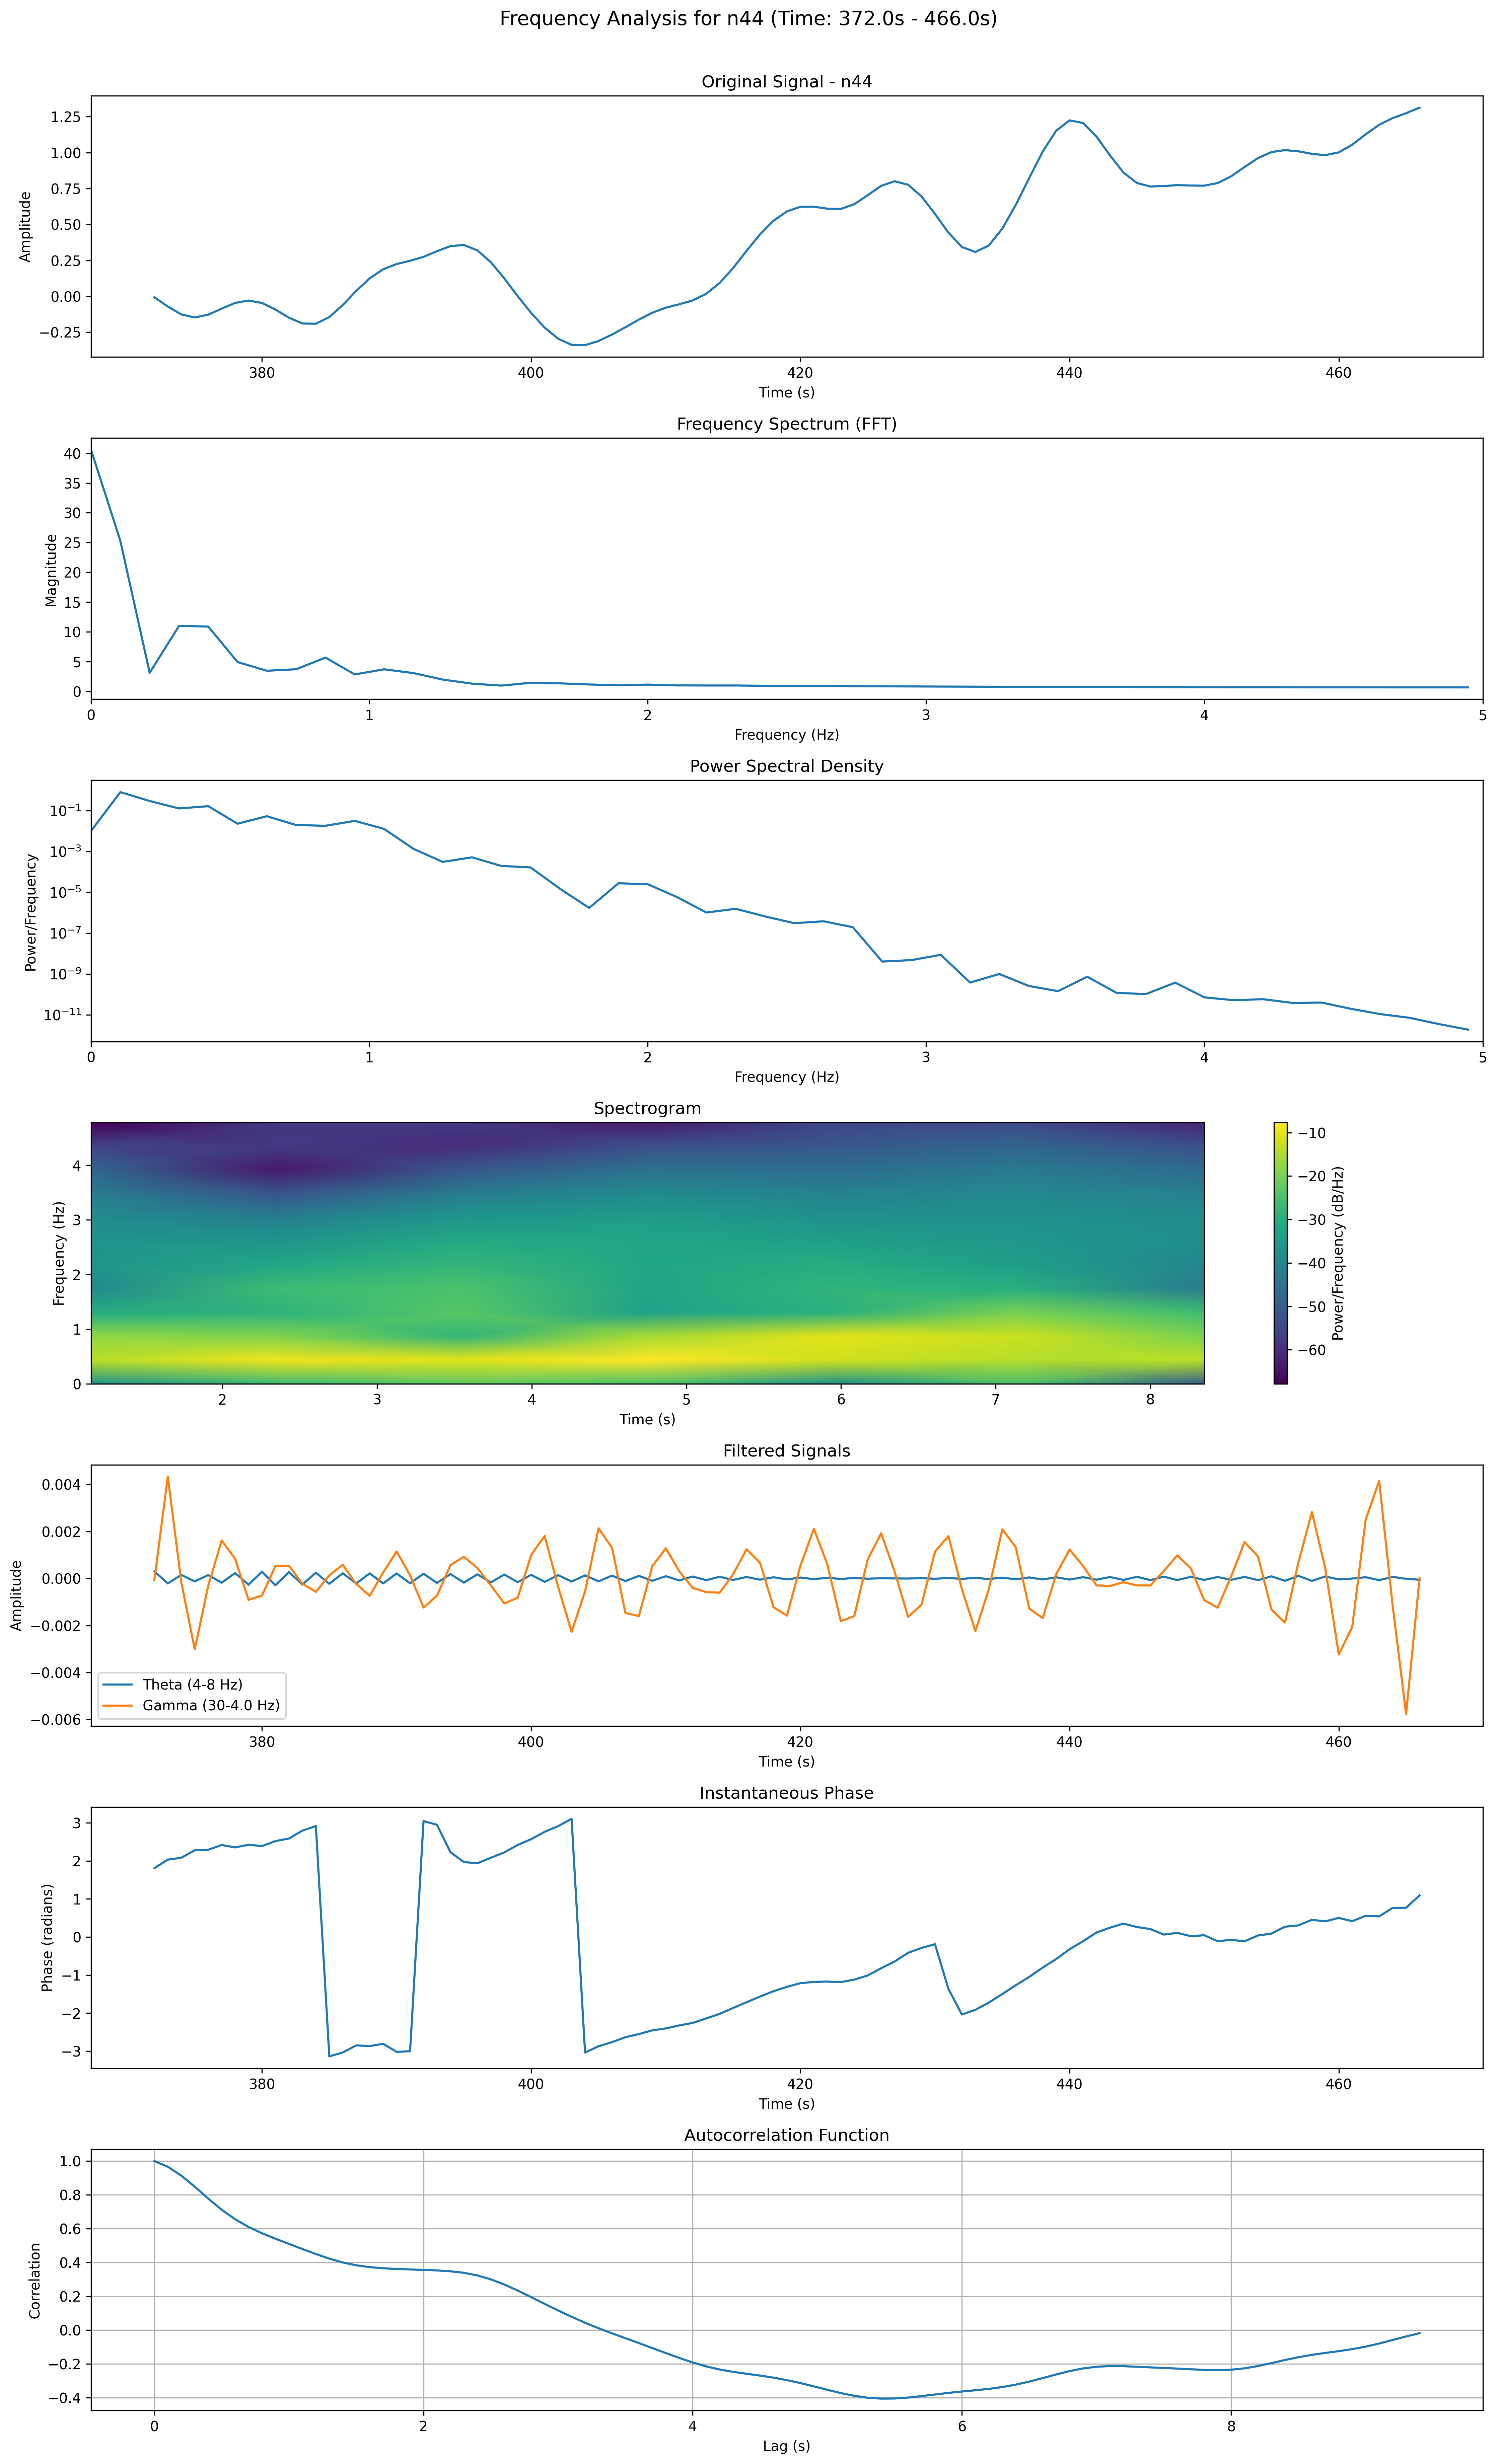 Frequency Analysis for n44 (Time: 372.0s - 466.0s)
Original Signal - n44
Amplitude
1.25
1.00
0.75
0.50
0.25
0.00
−0.25
380 400 420 440 460
Time (s)
Frequency Spectrum (FFT)
Magnitude
40
35
30
25
20
15
10
5
0
0 1 2 3 4 5
Frequency (Hz)
Power Spectral Density
Power/Frequency
10⁻¹
10⁻³
10⁻⁵
10⁻⁷
10⁻⁹
10⁻¹¹
0 1 2 3 4 5
Frequency (Hz)
Spectrogram
Frequency (Hz)
4
3
2
1
0
2 3 4 5 6 7 8
Time (s)
−10
−20
−30
−40
−50
−60
Power/Frequency (dB/Hz)
Filtered Signals
Amplitude
0.004
0.002
0.000
−0.002
−0.004
−0.006
Theta (4-8 Hz)
Gamma (30-4.0 Hz)
380 400 420 440 460
Time (s)
Instantaneous Phase
Phase (radians)
3
2
1
0
−1
−2
−3
380 400 420 440 460
Time (s)
Autocorrelation Function
Correlation
1.0
0.8
0.6
0.4
0.2
0.0
−0.2
−0.4
0 2 4 6 8
Lag (s)